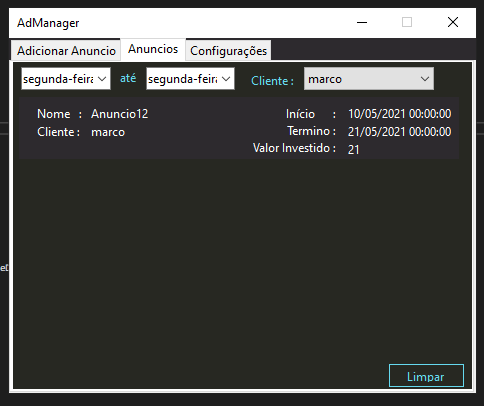 AdManager
Adicionar Anuncio Anuncios Configurações
segunda-feira até segunda-feira Cliente : marco
Nome : Anuncio12 Início : 10/05/2021 00:00:00
Cliente : marco Termino : 21/05/2021 00:00:00
Valor Investido : 21
Limpar